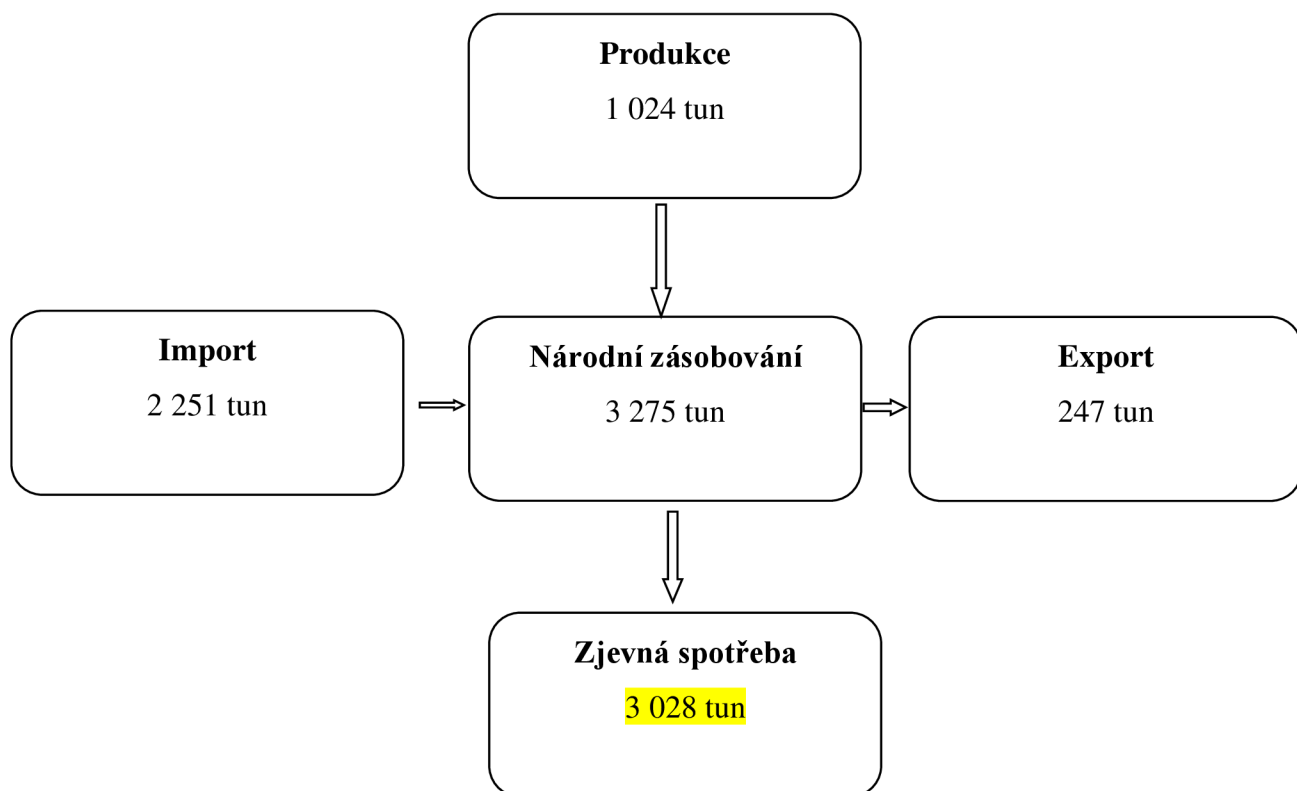 Produkce
1 024 tun
Import
2 251 tun
Národní zásobování
3 275 tun
Export
247 tun
Zjevná spotřeba
3 028 tun